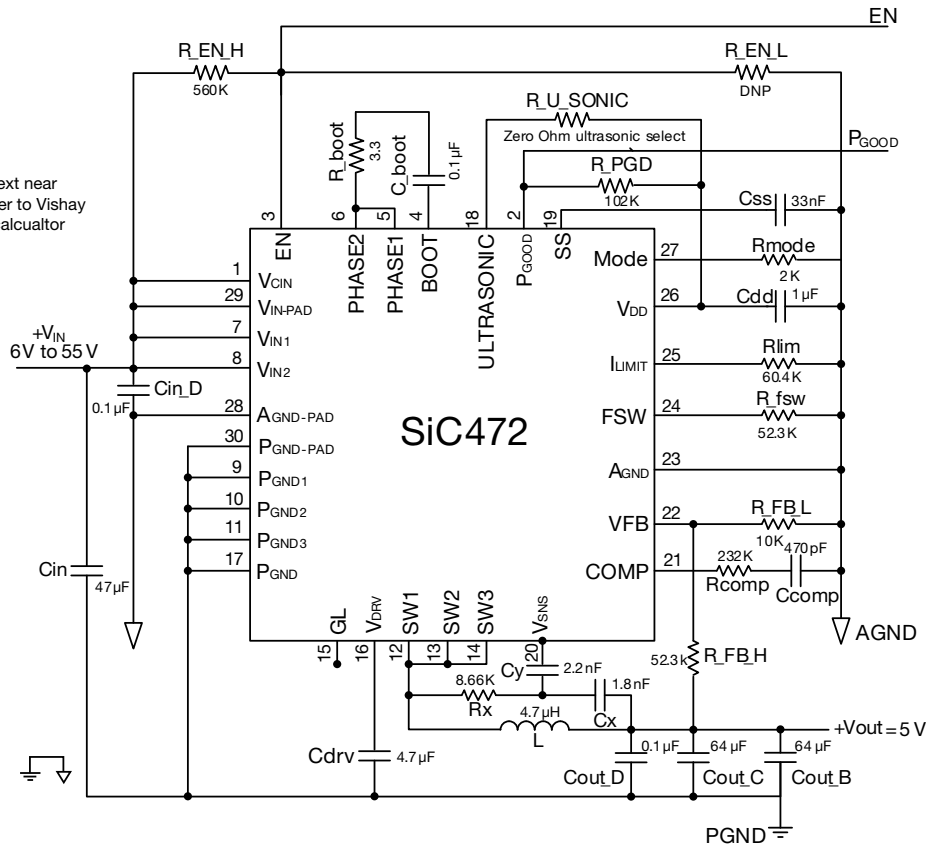 EN
R_EN_H
560K
R_EN_L
DNP
R_U_SONIC
Zero Ohm ultrasonic select
PGOOD
R_boot
3.3
C_boot
0.1µF
R_PGD
102K
ext near
er to Vishay
alcualtor
Css
33nF
3
6
5
4
18
2
19
EN
PHASE2
PHASE1
BOOT
ULTRASONIC
PGOOD
SS
Mode
27
Rmode
2K
1
VCIN
29
VIN-PAD
VDD
26
Cdd
1µF
+VIN
6V to 55V
7
VIN1
8
VIN2
ILIMIT
25
Rlim
60.4K
Cin_D
0.1µF
28
AGND-PAD
SiC472
FSW
24
R_fsw
52.3K
30
PGND-PAD
9
PGND1
AGND
23
10
PGND2
11
PGND3
VFB
22
R_FB_L
10K
17
PGND
COMP
21
232K
Rcomp
470pF
Ccomp
Cin
47µF
AGND
GL
VDRV
SW1
SW2
SW3
VSNS
15
16
12
13
14
20
Cy
2.2nF
52.3k
R_FB_H
8.66K
Rx
1.8nF
Cx
4.7µH
L
+Vout=5V
Cdrv
4.7µF
0.1µF
Cout_D
64µF
Cout_C
64µF
Cout_B
PGND